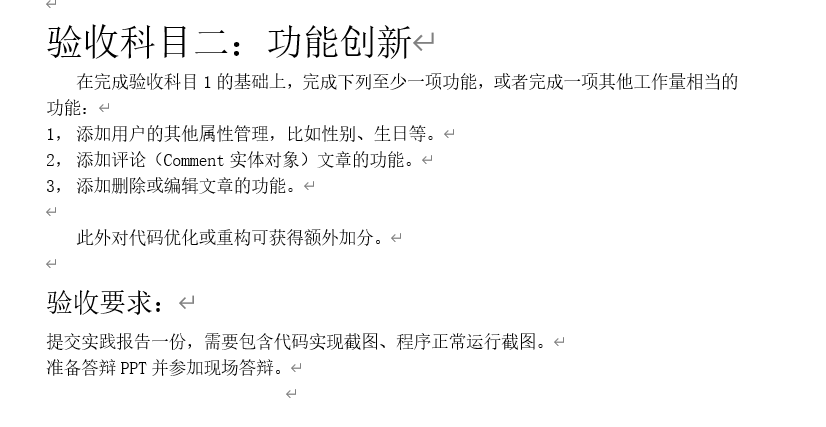 验收科目二：功能创新
在完成验收科目 1 的基础上，完成下列至少一项功能，或者完成一项其他工作量相当的
功能：
1， 添加用户的其他属性管理，比如性别、生日等。
2， 添加评论（Comment 实体对象）文章的功能。
3， 添加删除或编辑文章的功能。
此外对代码优化或重构可获得额外加分。
验收要求：
提交实践报告一份，需要包含代码实现截图、程序正常运行截图。
准备答辩 PPT 并参加现场答辩。